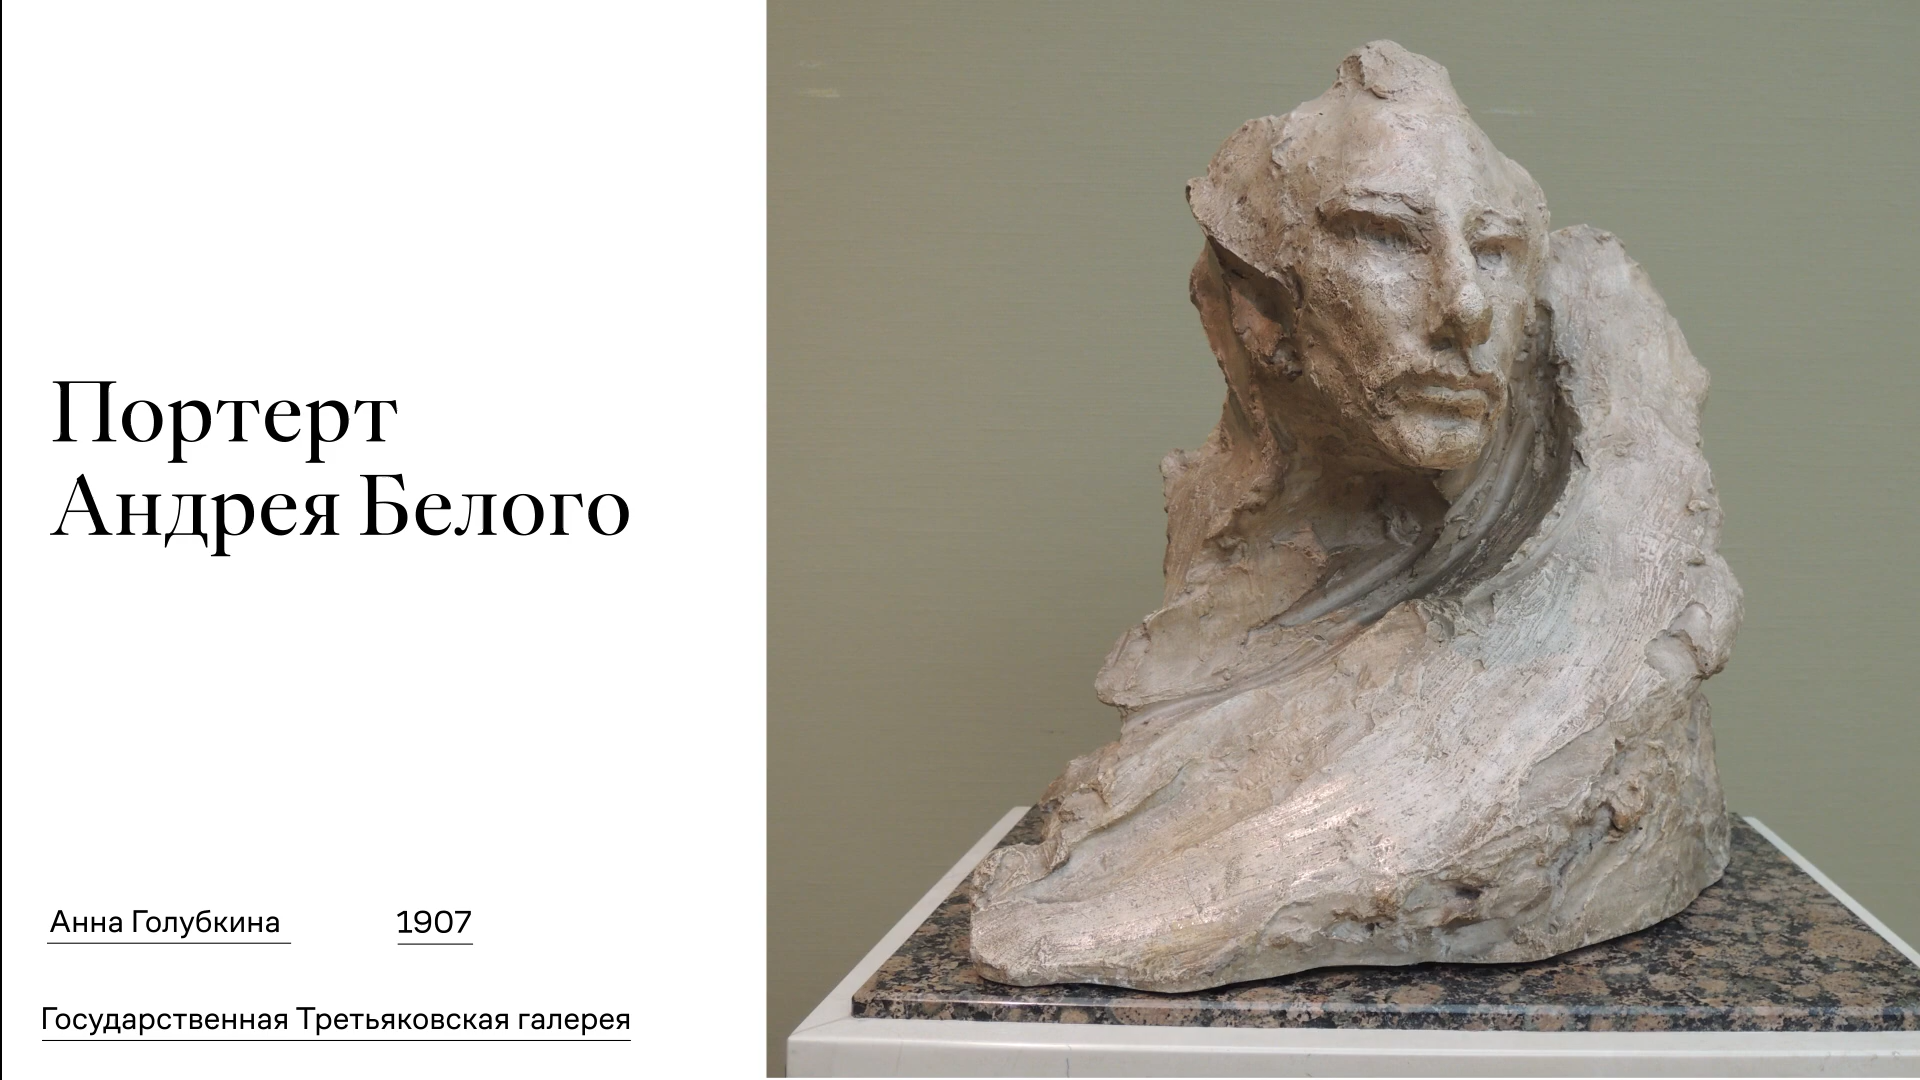 Портерт
Андрея Белого
Анна Голубкина
1907
Государственная Третьяковская галерея